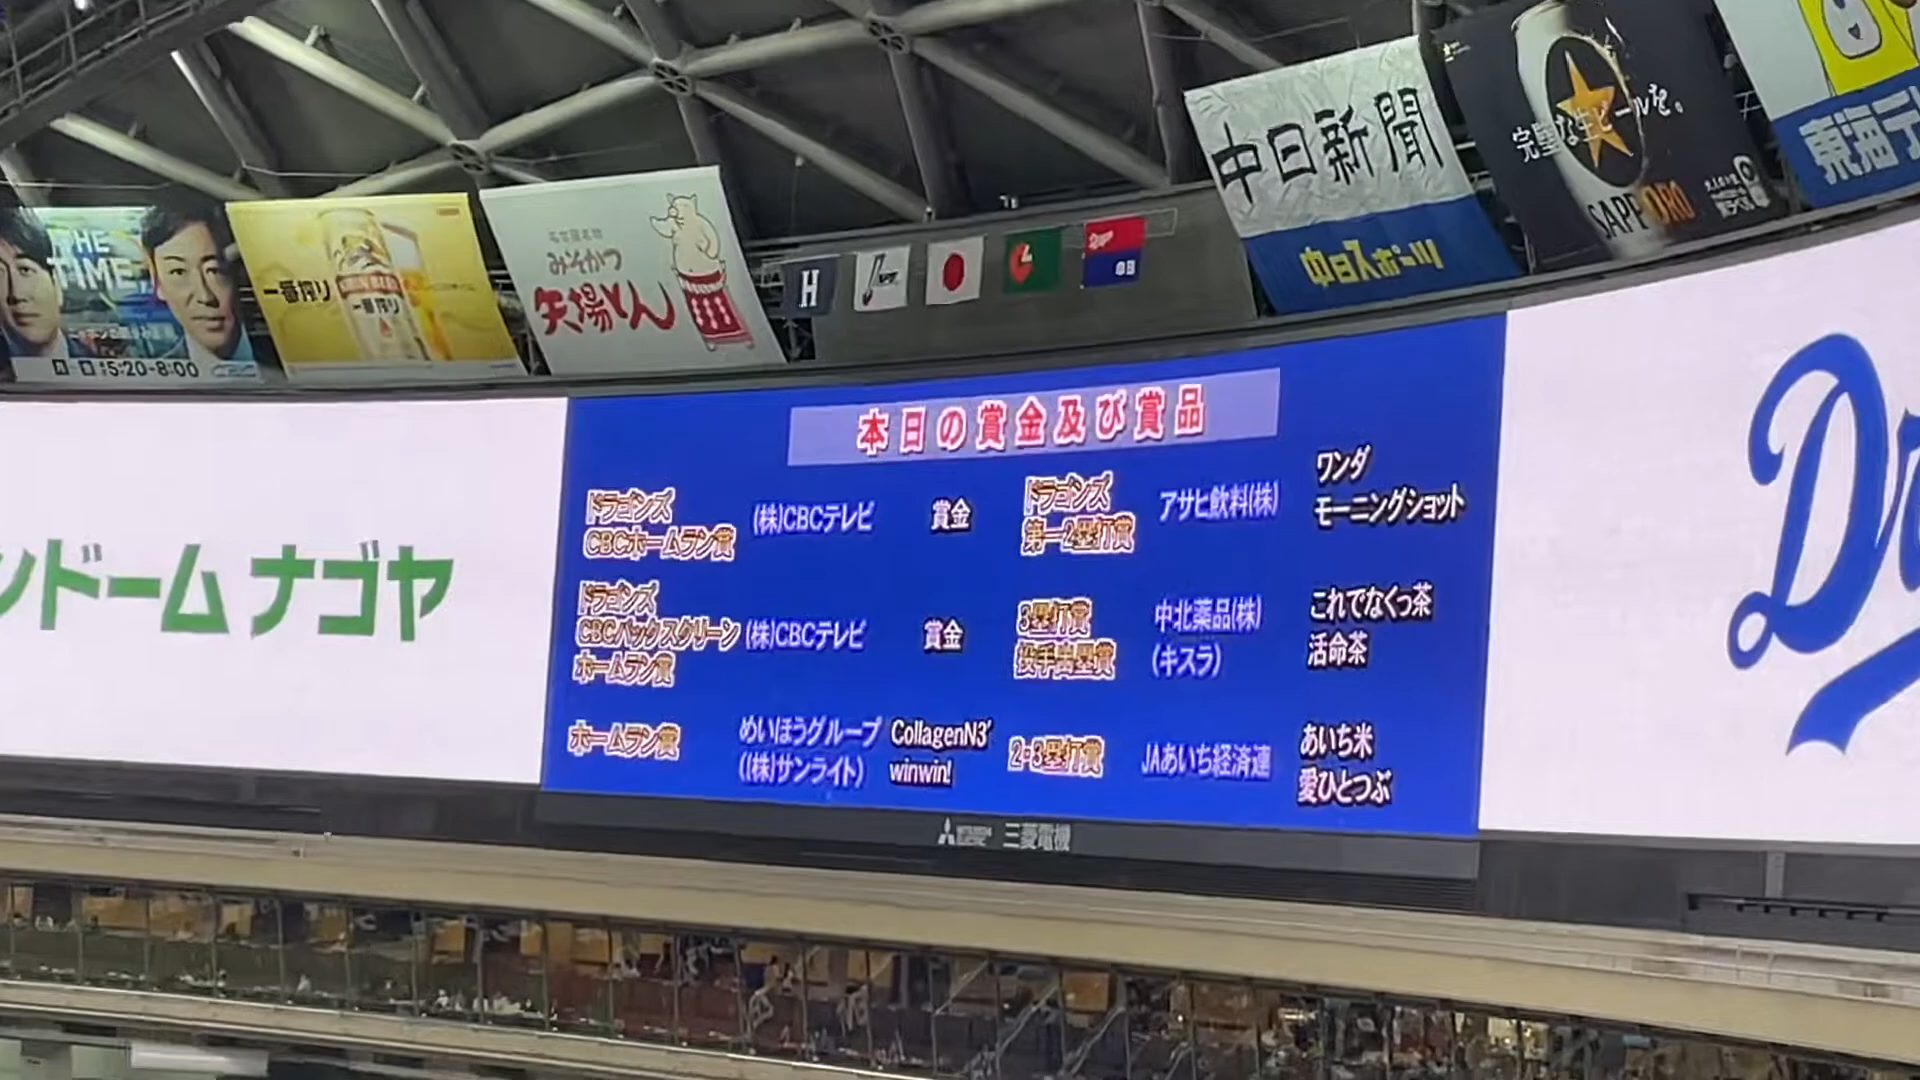 THE
TIME,
5:20-8:00
一番搾り
一番搾り
名古屋名物
みそかつ
矢場とん
H
中日
中日新聞
中日スポーツ
完璧な生ビールを。
SAPPORO
東海テ
ンドーム ナゴヤ
本日の賞金及び賞品
ドラゴンズ
CBCホームラン賞
(株)CBCテレビ
賞金
ドラゴンズ
第一2塁打賞
アサヒ飲料(株)
ワンダ
モーニングショット
ドラゴンズ
CBCバックスクリーン
ホームラン賞
(株)CBCテレビ
賞金
3塁打賞
投手出塁賞
中北薬品(株)
(キスラ)
これでなくっ茶
活命茶
ホームラン賞
めいほうグループ
((株)サンライト)
CollagenN3'
winwin!
2・3塁打賞
JAあいち経済連
あいち米
愛ひとつぶ
Dr
三菱電機